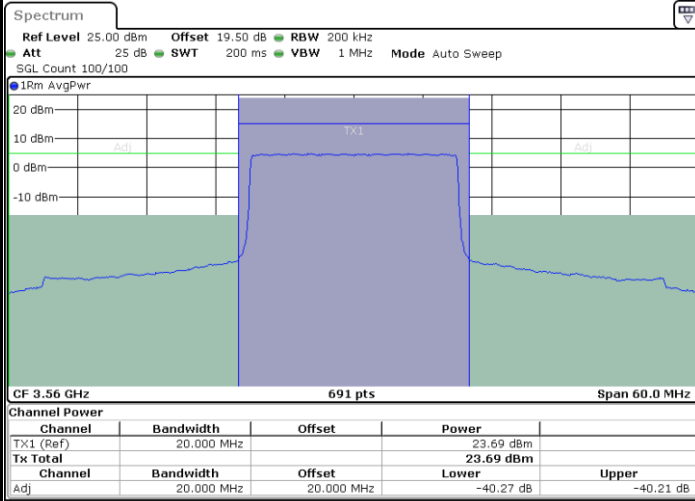 Spectrum
Ref Level 25.00 dBm Offset 19.50 dB RBW 200 kHz
Att 25 dB SWT 200 ms VBW 1 MHz Mode Auto Sweep
SGL Count 100/100
1Rm AvgPwr
20 dBm
TX1
10 dBm
Adj Adj
0 dBm
-10 dBm
CF 3.56 GHz 691 pts Span 60.0 MHz
Channel Power
Channel Bandwidth Offset Power
TX1 (Ref) 20.000 MHz 23.69 dBm
Tx Total 23.69 dBm
Channel Bandwidth Offset Lower Upper
Adj 20.000 MHz 20.000 MHz -40.27 dB -40.21 dB